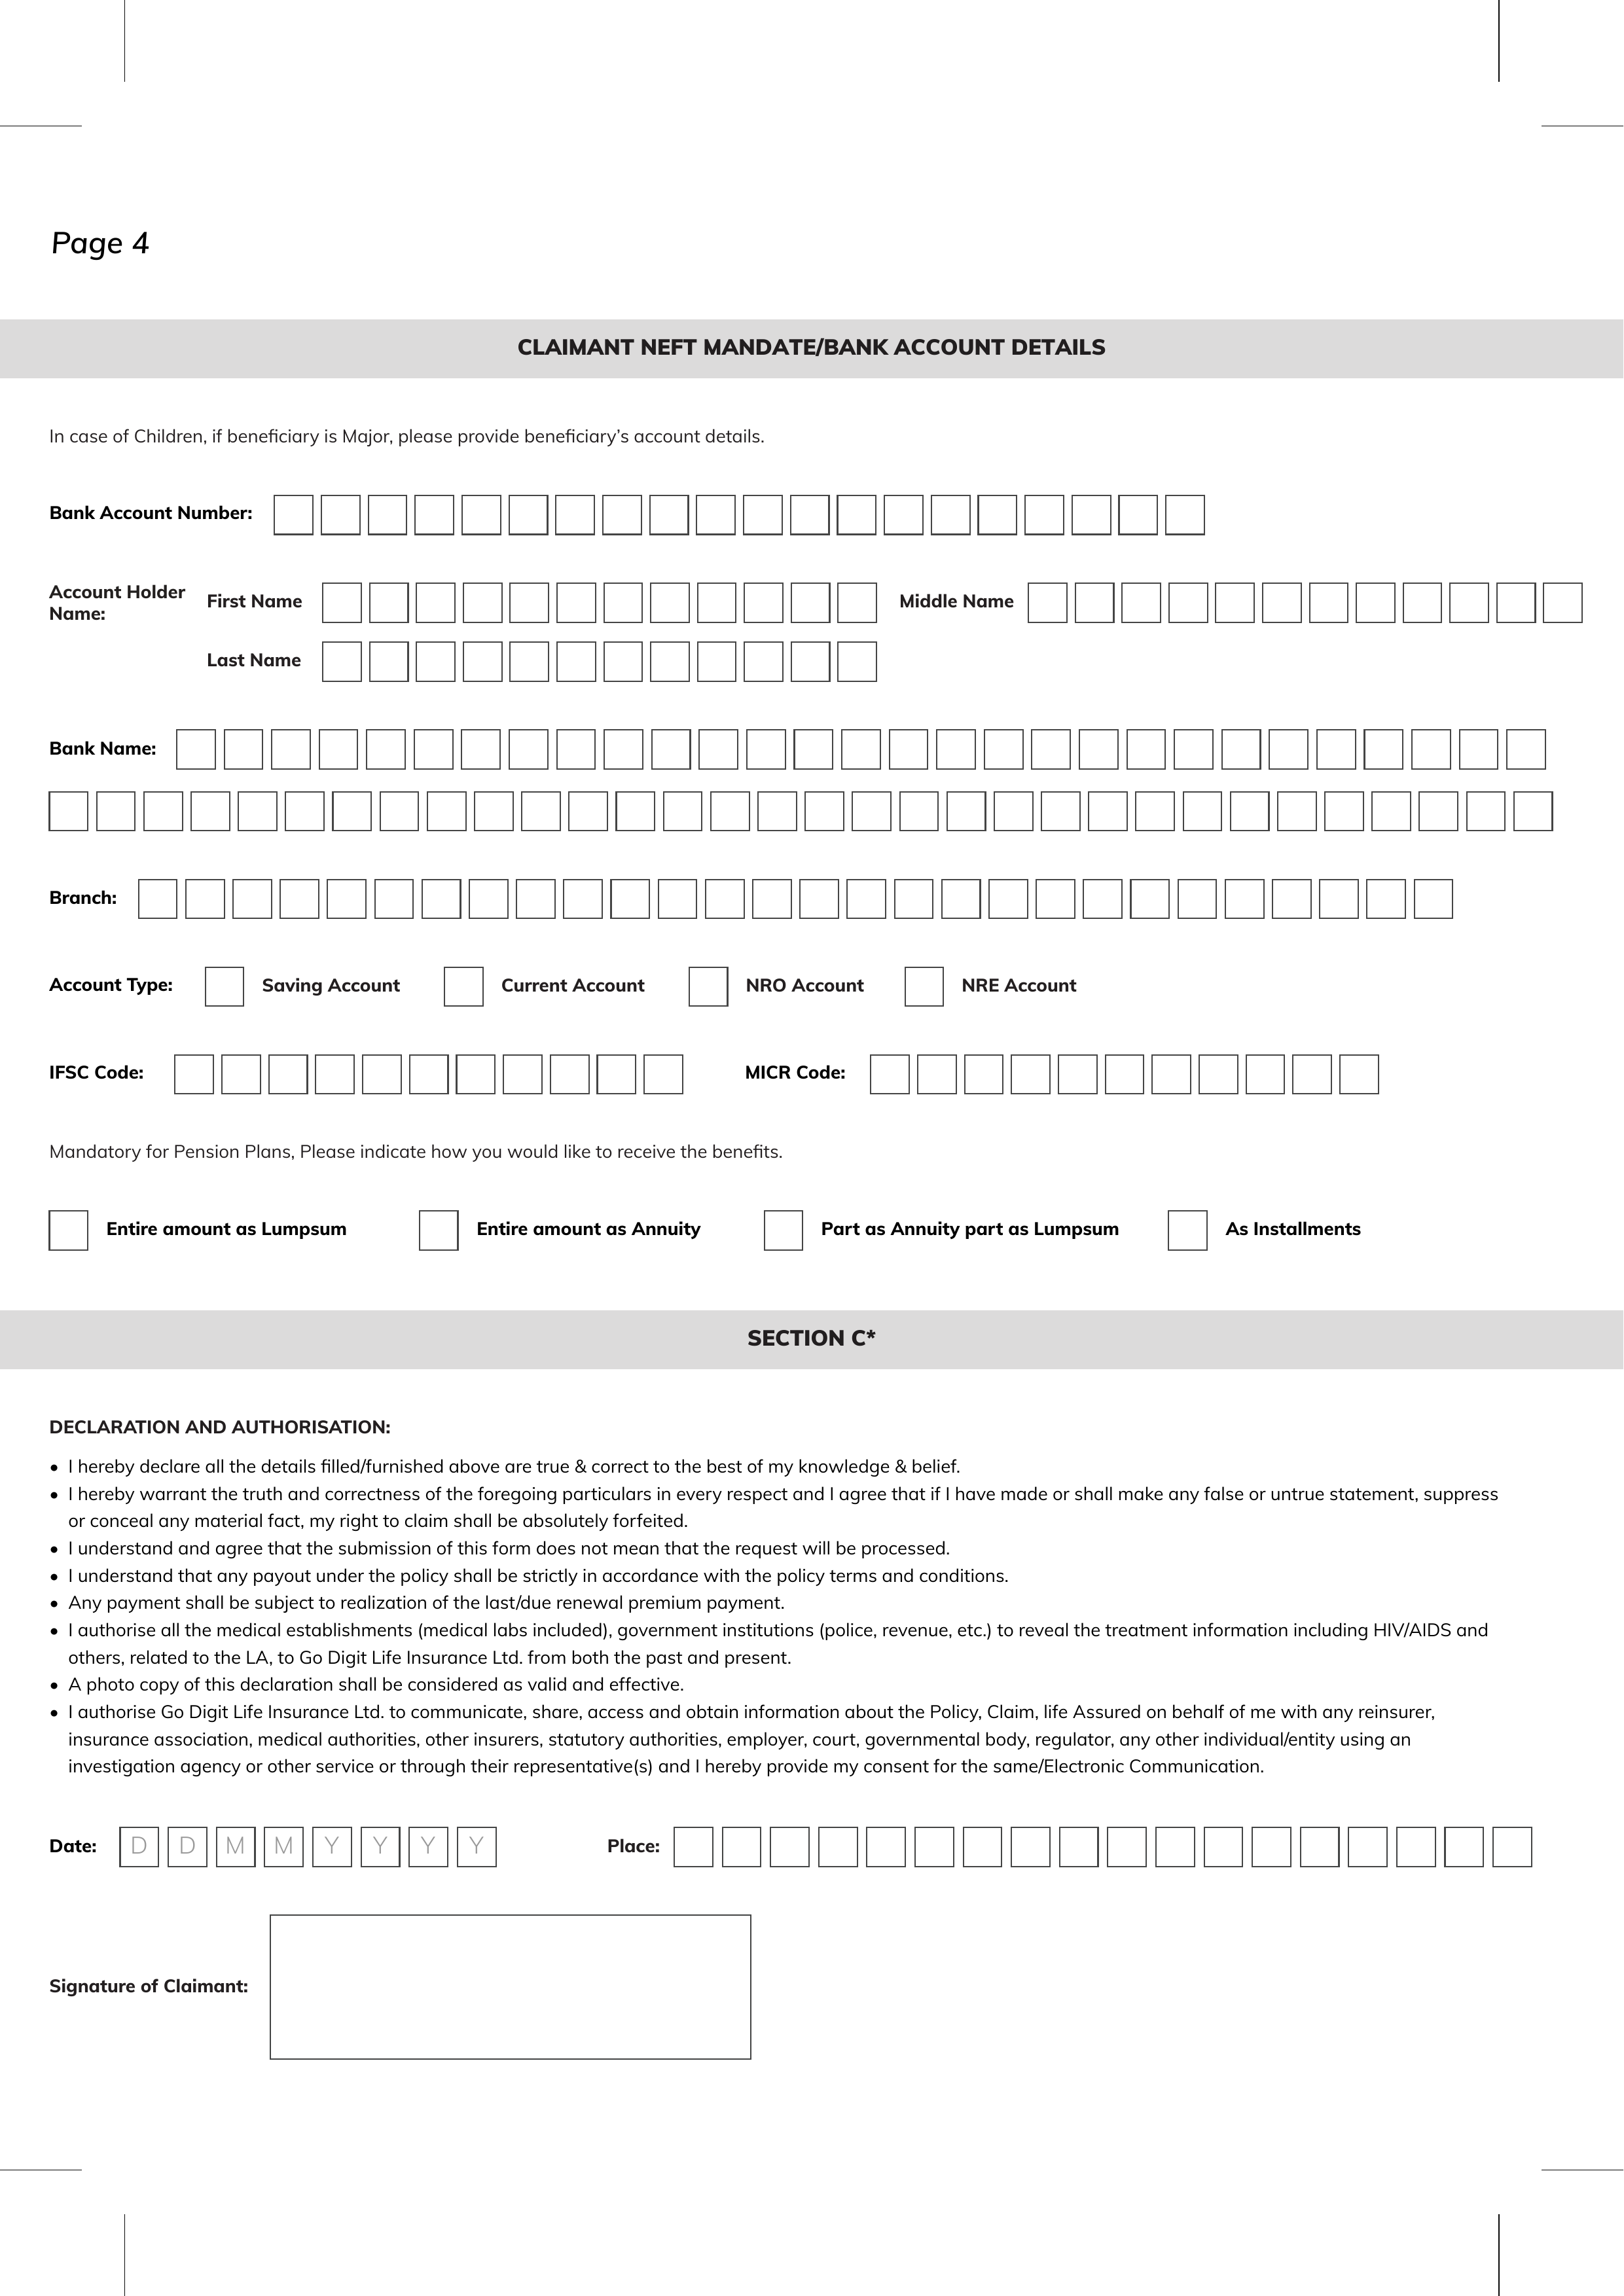 Page 4
CLAIMANT NEFT MANDATE/BANK ACCOUNT DETAILS
In case of Children, if beneficiary is Major, please provide beneficiary's account details.
Bank Account Number:
Account Holder Name: First Name Middle Name
Last Name
Bank Name:
Branch:
Account Type: Saving Account Current Account NRO Account NRE Account
IFSC Code: MICR Code:
Mandatory for Pension Plans, Please indicate how you would like to receive the benefits.
Entire amount as Lumpsum Entire amount as Annuity Part as Annuity part as Lumpsum As Installments
SECTION C*
DECLARATION AND AUTHORISATION:
• I hereby declare all the details filled/furnished above are true & correct to the best of my knowledge & belief.
• I hereby warrant the truth and correctness of the foregoing particulars in every respect and I agree that if I have made or shall make any false or untrue statement, suppress
or conceal any material fact, my right to claim shall be absolutely forfeited.
• I understand and agree that the submission of this form does not mean that the request will be processed.
• I understand that any payout under the policy shall be strictly in accordance with the policy terms and conditions.
• Any payment shall be subject to realization of the last/due renewal premium payment.
• I authorise all the medical establishments (medical labs included), government institutions (police, revenue, etc.) to reveal the treatment information including HIV/AIDS and
others, related to the LA, to Go Digit Life Insurance Ltd. from both the past and present.
• A photo copy of this declaration shall be considered as valid and effective.
• I authorise Go Digit Life Insurance Ltd. to communicate, share, access and obtain information about the Policy, Claim, life Assured on behalf of me with any reinsurer,
insurance association, medical authorities, other insurers, statutory authorities, employer, court, governmental body, regulator, any other individual/entity using an
investigation agency or other service or through their representative(s) and I hereby provide my consent for the same/Electronic Communication.
Date: D D M M Y Y Y Y Place:
Signature of Claimant: